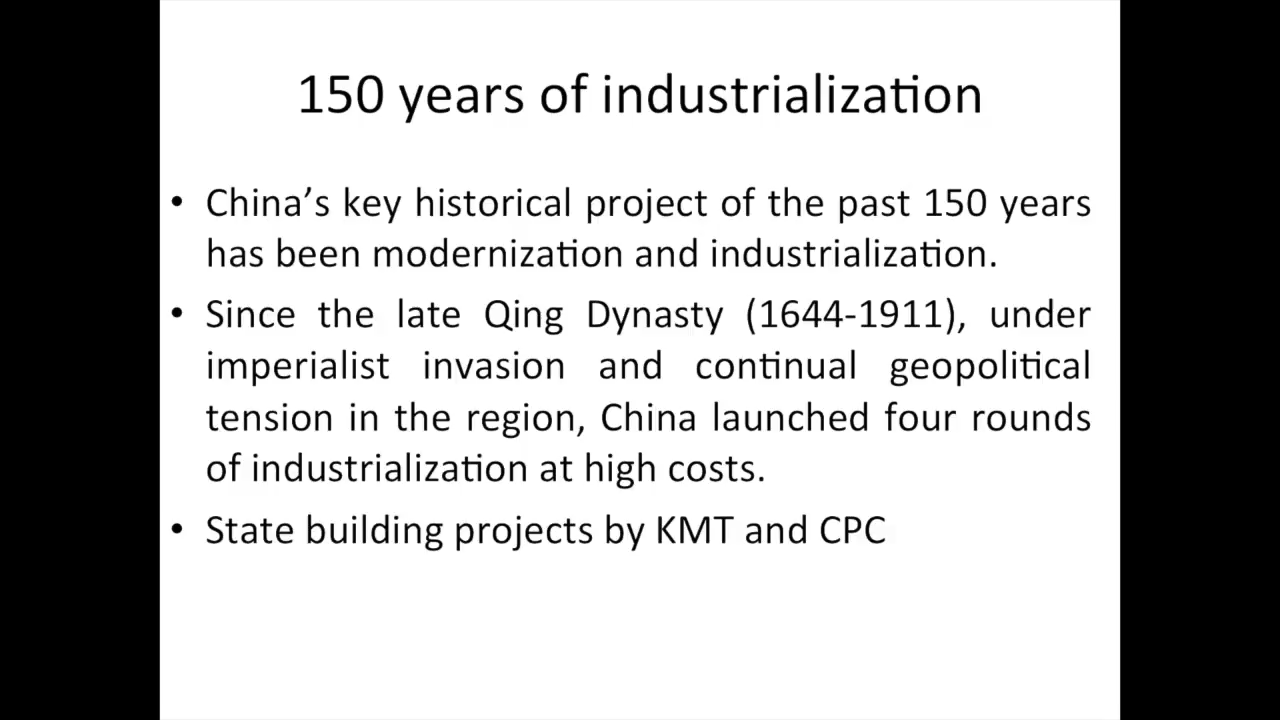 150 years of industrialization
• China’s key historical project of the past 150 years
has been modernization and industrialization.
• Since the late Qing Dynasty (1644-1911), under
imperialist invasion and continual geopolitical
tension in the region, China launched four rounds
of industrialization at high costs.
• State building projects by KMT and CPC